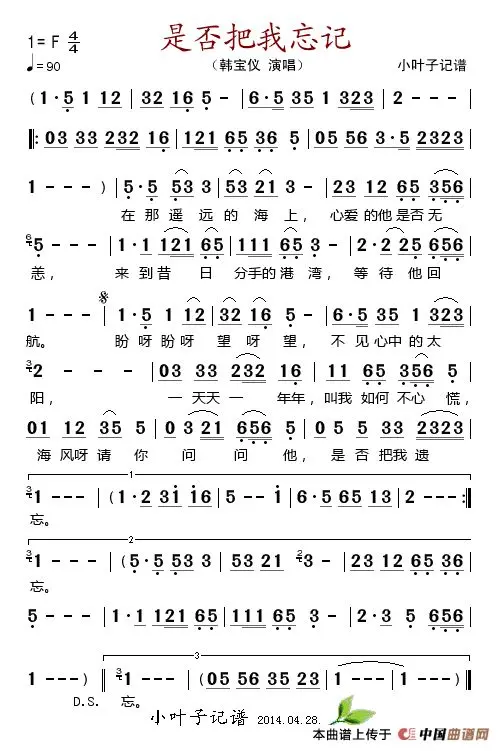 是否把我忘记
1=F 4/4
♩=90
（韩宝仪 演唱） 小叶子记谱
( 1 · 5 1 12 | 32 16 5 - | 6 · 5 35 1 323 | 2 - - - |
‖: 03 33 232 16 | 121 65 36 5 | 05 56 3 · 5 2323 |
1 - - ) | 5 · 5 53 3 | 53 21 3 - | 23 12 65 356 |
在那遥远的海上，心爱的他是否无
6 5 - - - | 1 · 1 121 65 | 111 65 3 - | 2 · 2 25 656 |
恙， 来到昔日 分手的港湾，等待他回
1 - - - | 1 · 5 1 12 | 32 16 5 - | 6 · 5 35 1 323 |
航。 盼呀盼呀 望呀望， 不见心中的太
3 2 - - - | 03 33 232 16 | 11 65 356 5 |
阳， 一天天一 年年，叫我如何不心慌，
01 12 35 5 | 0 3 21 656 5 | 0 5 5 33 2323 |
海风呀请你 问问他， 是否把我遗
1
3 1 - - - | (1 · 2 3i i6 | 5 - - i | 6 · 5 65 13 | 2 - - - :‖
忘。
2
3 1 - - - | (5 · 5 53 3 | 53 21 2 3 - | 23 12 36 536 |
忘。
5 - - - | 1 · 1 121 65 | 111 65 3 - | 2 · 3 5 656 |
3
1 - - - ) ‖ 3 1 - - - | (05 56 35 23 | 1 - - - | 1 - - - ) ‖
D.S. 忘。
小叶子记谱 2014.04.28.
本曲谱上传于 中国曲谱网